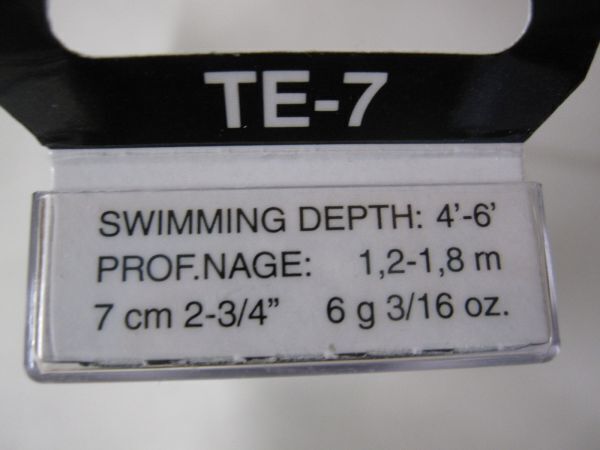 TE-7
SWIMMING DEPTH: 4'-6'
PROF.NAGE: 1,2-1,8 m
7 cm 2-3/4" 6 g 3/16 oz.